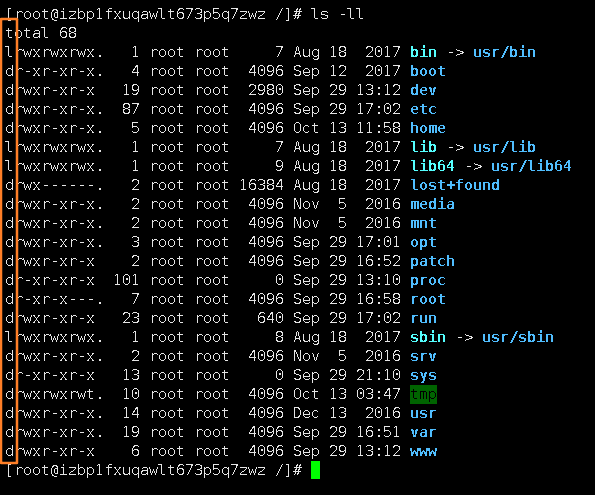 [root@izbp1fxuqawlt673p5q7zwz /]# ls -ll
total 68
lrwxrwxrwx.   1 root root     7 Aug 18  2017 bin -> usr/bin
dr-xr-xr-x.   4 root root  4096 Sep 12  2017 boot
drwxr-xr-x   19 root root  2980 Sep 29 13:12 dev
drwxr-xr-x.  87 root root  4096 Sep 29 17:02 etc
drwxr-xr-x.   5 root root  4096 Oct 13 11:58 home
lrwxrwxrwx.   1 root root     7 Aug 18  2017 lib -> usr/lib
lrwxrwxrwx.   1 root root     9 Aug 18  2017 lib64 -> usr/lib64
drwx------.   2 root root 16384 Aug 18  2017 lost+found
drwxr-xr-x.   2 root root  4096 Nov  5  2016 media
drwxr-xr-x.   2 root root  4096 Nov  5  2016 mnt
drwxr-xr-x.   3 root root  4096 Sep 29 17:01 opt
drwxr-xr-x    2 root root  4096 Sep 29 16:52 patch
dr-xr-xr-x  101 root root     0 Sep 29 13:10 proc
dr-xr-x---.   7 root root  4096 Sep 29 16:58 root
drwxr-xr-x   23 root root   640 Sep 29 17:02 run
lrwxrwxrwx.   1 root root     8 Aug 18  2017 sbin -> usr/sbin
drwxr-xr-x.   2 root root  4096 Nov  5  2016 srv
dr-xr-xr-x   13 root root     0 Sep 29 21:10 sys
drwxrwxrwt.  10 root root  4096 Oct 13 03:47 tmp
drwxr-xr-x.  14 root root  4096 Dec 13  2016 usr
drwxr-xr-x.  19 root root  4096 Sep 29 16:51 var
drwxr-xr-x    6 root root  4096 Sep 29 13:12 www
[root@izbp1fxuqawlt673p5q7zwz /]#